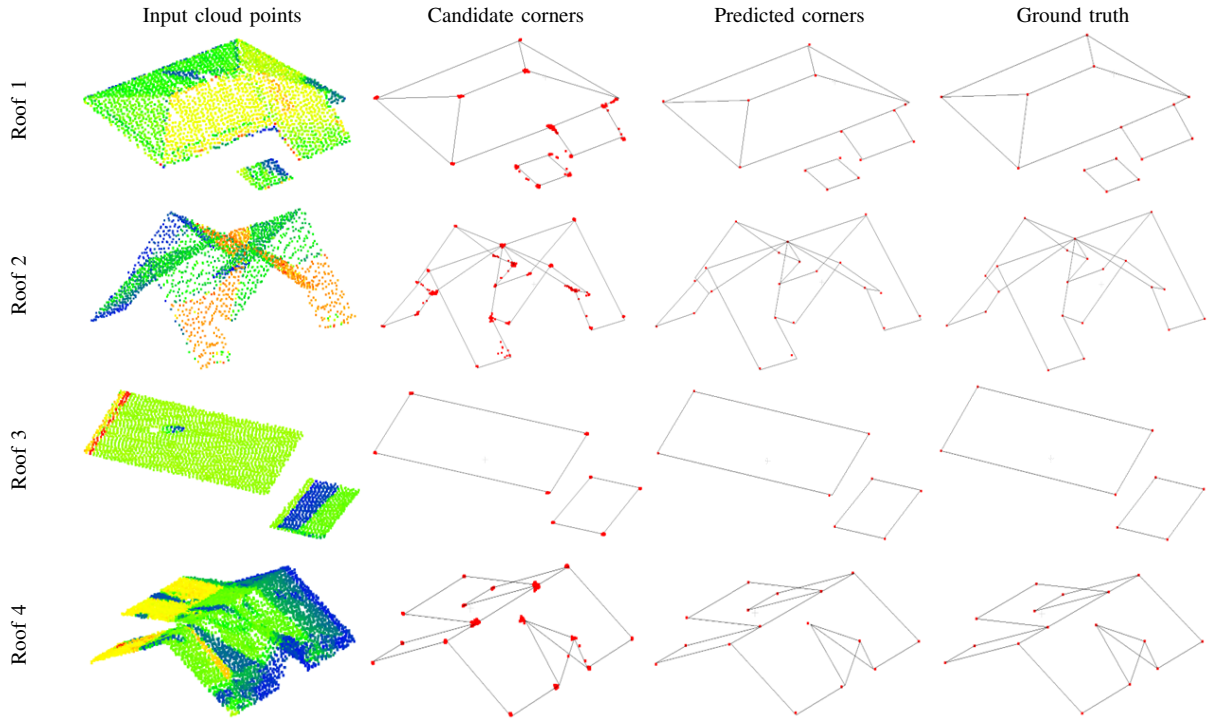 Input cloud points
Candidate corners
Predicted corners
Ground truth
Roof 1
Roof 2
Roof 3
Roof 4